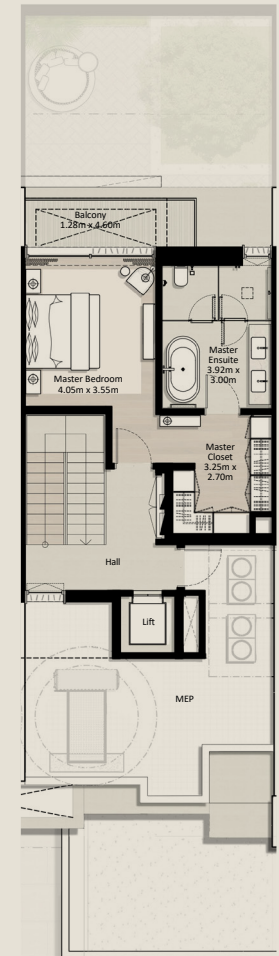 Balcony
1.28m x 4.60m
Master
Ensuite
3.92m x
3.00m
Master Bedroom
4.05m x 3.55m
Master
Closet
3.25m x
2.70m
Hall
Lift
MEP